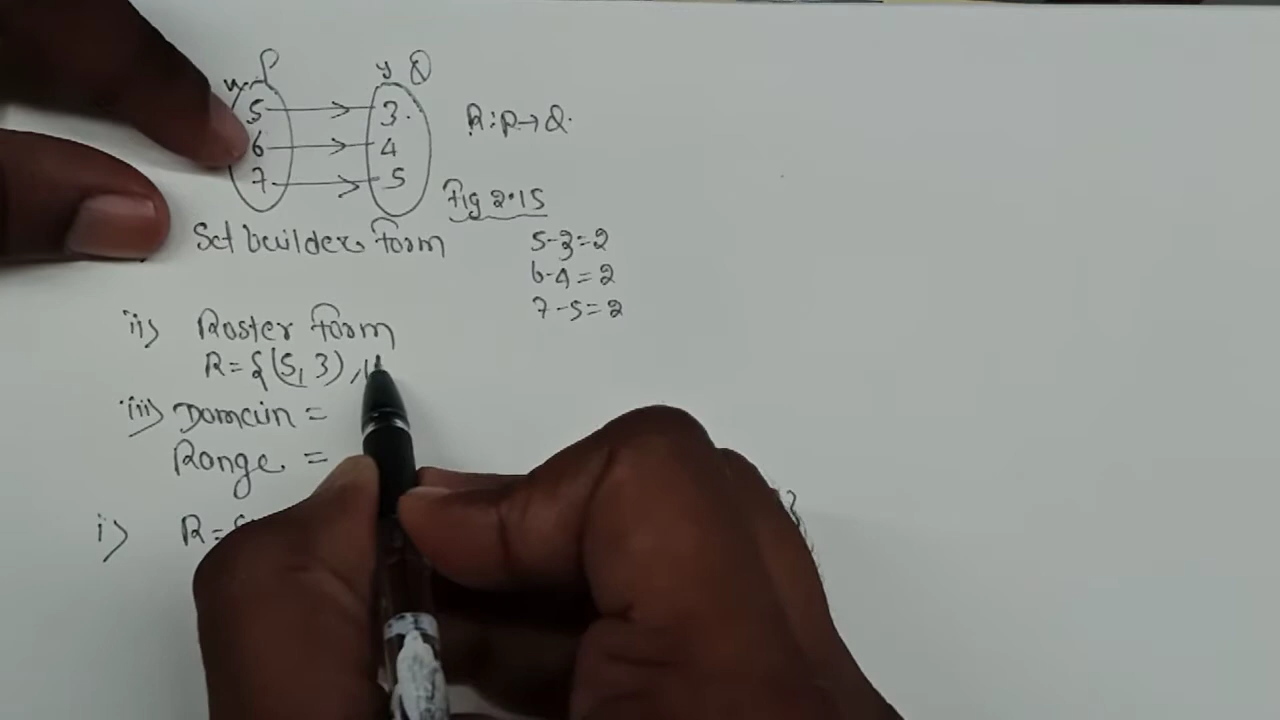 P y Q
5 3
6 4
7 5
R:P→Q.
Fig 2.15
Set builder form
5-3=2
6-4=2
7-5=2
ii) Roster form
R={(5, 3),
iii) Domain =
Range =
i) R={